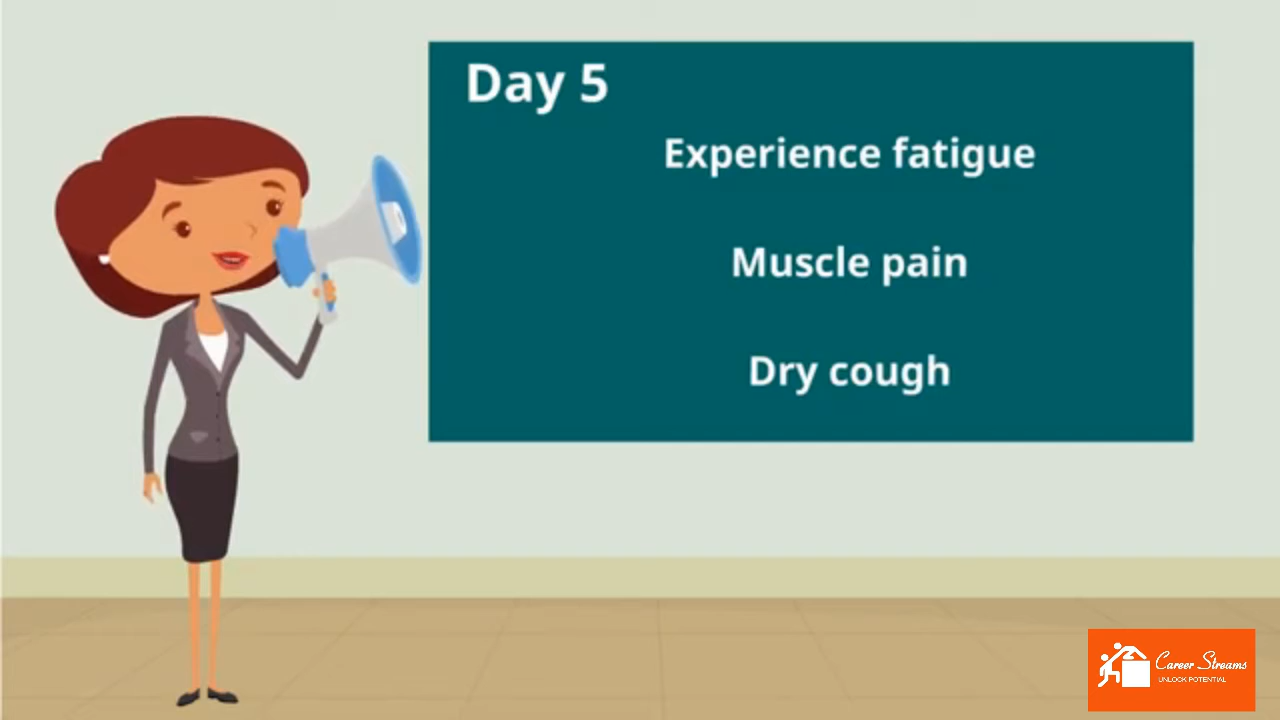 Day 5
Experience fatigue
Muscle pain
Dry cough
Career Streams
UNLOCK POTENTIAL